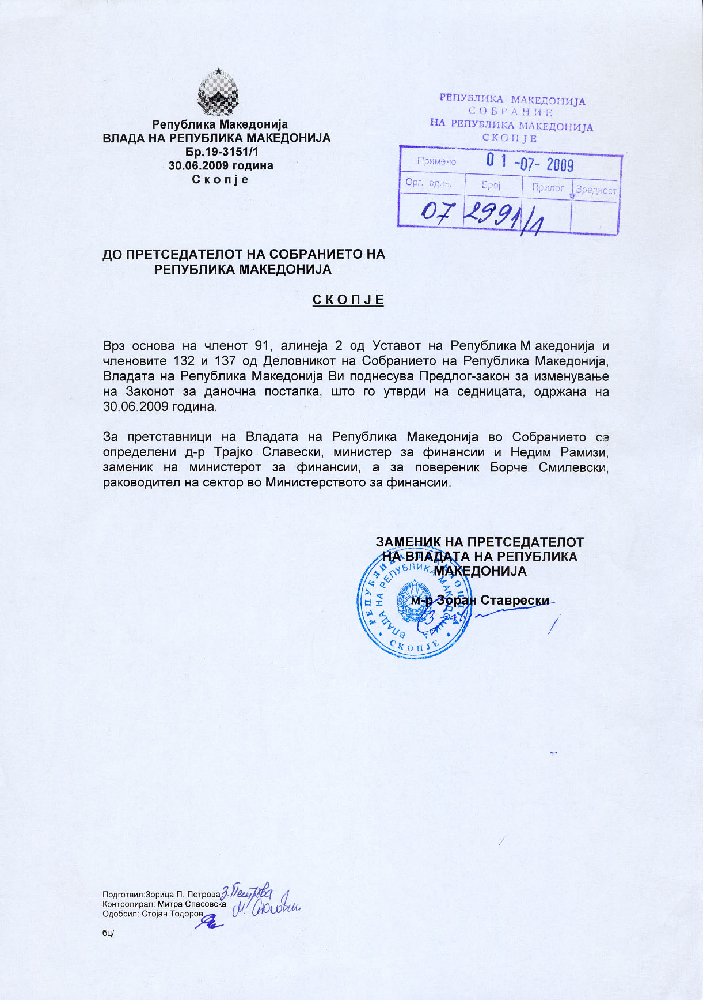 Република Македонија
ВЛАДА НА РЕПУБЛИКА МАКЕДОНИЈА
Бр.19-3151/1
30.06.2009 година
С к о п ј е
РЕПУБЛИКА МАКЕДОНИЈА
С О Б Р А Н И Е
НА РЕПУБЛИКА МАКЕДОНИЈА
С К О П Ј Е
Примено 01-07-2009
Орг. един. Број Прилог Вредност
07 2991/1
ДО ПРЕТСЕДАТЕЛОТ НА СОБРАНИЕТО НА
РЕПУБЛИКА МАКЕДОНИЈА
С К О П Ј Е
Врз основа на членот 91, алинеја 2 од Уставот на Република М акедонија и
членовите 132 и 137 од Деловникот на Собранието на Република Македонија,
Владата на Република Македонија Ви поднесува Предлог-закон за изменување
на Законот за даночна постапка, што го утврди на седницата, одржана на
30.06.2009 година.
За претставници на Владата на Република Македонија во Собранието се
определени д-р Трајко Славески, министер за финансии и Недим Рамизи,
заменик на министерот за финансии, а за повереник Борче Смилевски,
раководител на сектор во Министерството за финансии.
ЗАМЕНИК НА ПРЕТСЕДАТЕЛОТ
НА ВЛАДАТА НА РЕПУБЛИКА
МАКЕДОНИЈА
м-р Зоран Ставрески
РЕПУБЛИКА МАКЕДОНИЈА
ВЛАДА НА РЕПУБЛИКА МАКЕДОНИЈА
* СКОПЈЕ *
Подготвил:Зорица П. Петрова З.Петрова
Контролирал: Митра Спасовска
Одобрил: Стојан Тодоров
бц/